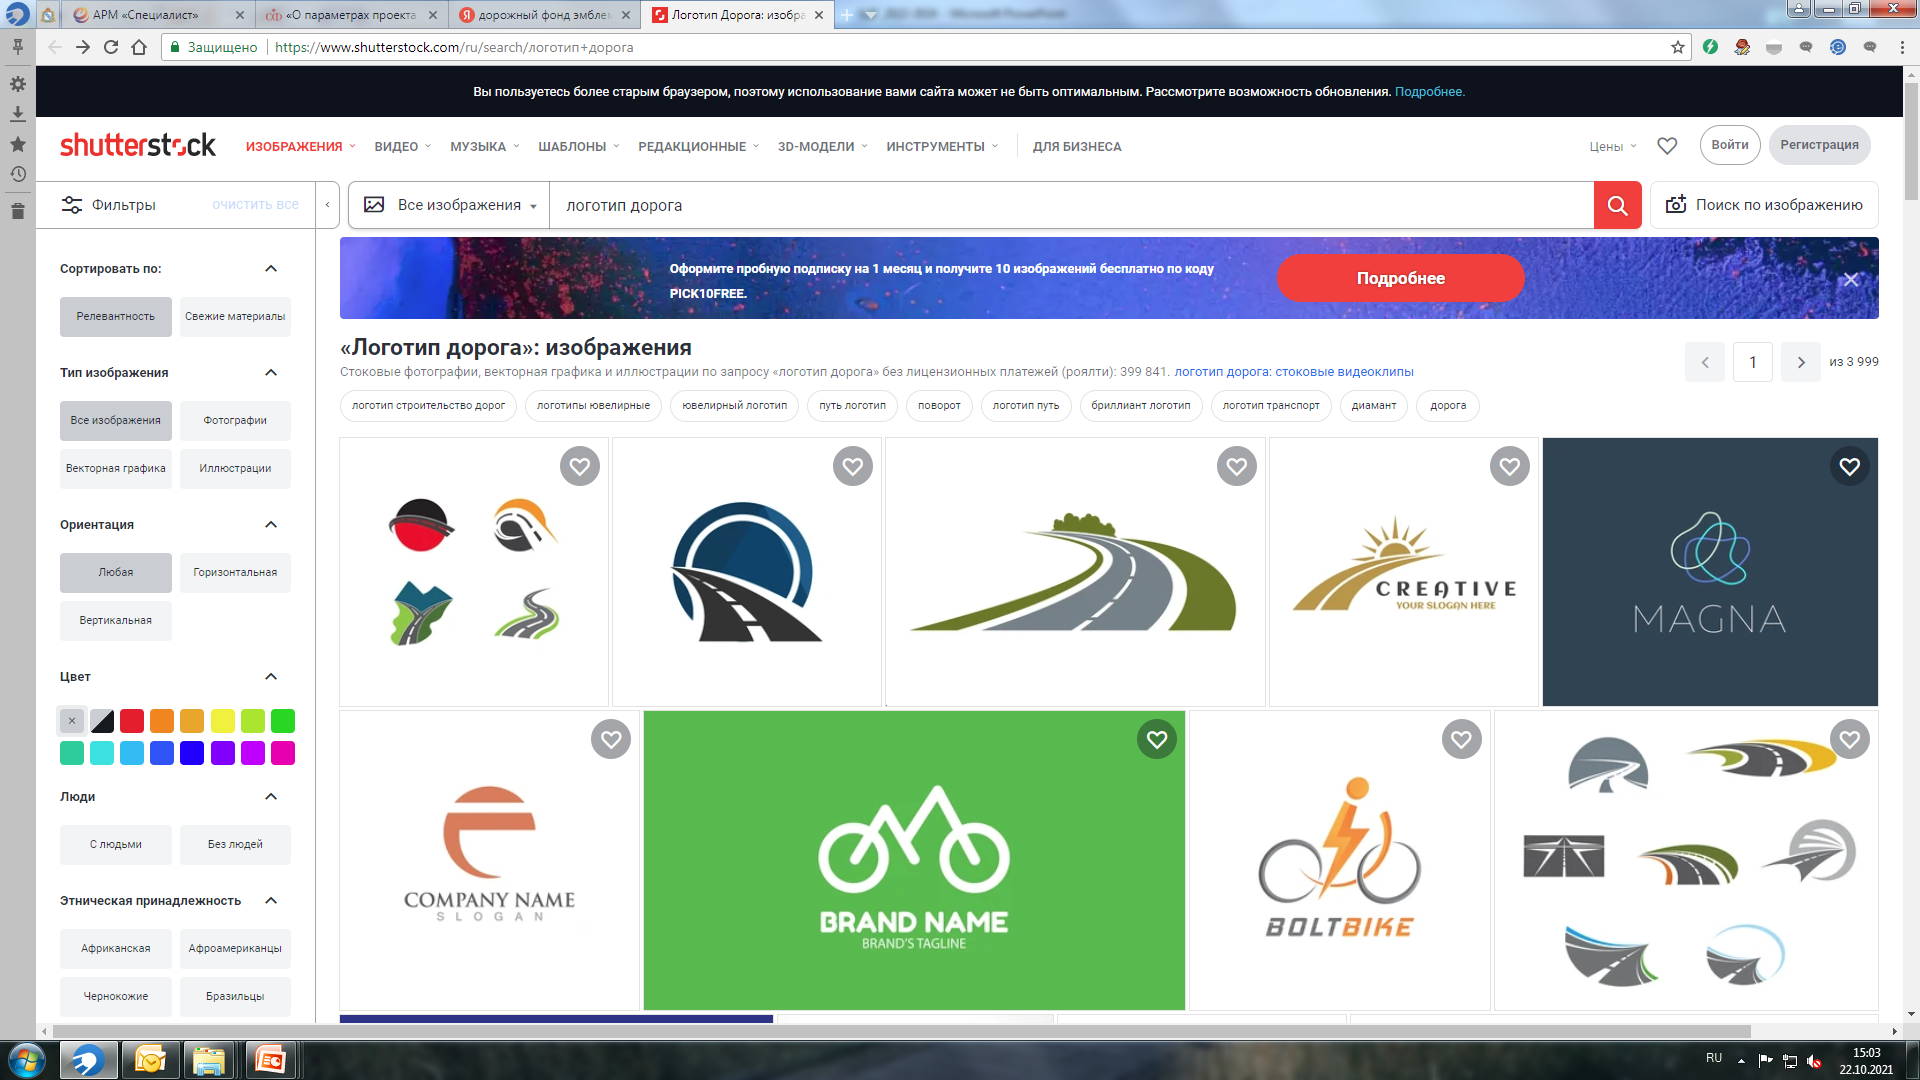 АРМ «Специалист»
«О параметрах проекта
дорожный фонд эмблем
Логотип Дорога: изобра
Защищено
https://www.shutterstock.com/ru/search/логотип+дорога
Вы пользуетесь более старым браузером, поэтому использование вами сайта может не быть оптимальным. Рассмотрите возможность обновления. Подробнее.
shutterstock
ИЗОБРАЖЕНИЯ
ВИДЕО
МУЗЫКА
ШАБЛОНЫ
РЕДАКЦИОННЫЕ
3D-МОДЕЛИ
ИНСТРУМЕНТЫ
ДЛЯ БИЗНЕСА
Цены
Войти
Регистрация
Фильтры
очистить все
Все изображения
логотип дорога
Поиск по изображению
Оформите пробную подписку на 1 месяц и получите 10 изображений бесплатно по коду
PICK10FREE.
Подробнее
Сортировать по:
Релевантность
Свежие материалы
Тип изображения
Все изображения
Фотографии
Векторная графика
Иллюстрации
Ориентация
Любая
Горизонтальная
Вертикальная
Цвет
Люди
С людьми
Без людей
Этническая принадлежность
Африканская
Афроамериканцы
Чернокожие
Бразильцы
«Логотип дорога»: изображения
1
из 3 999
Стоковые фотографии, векторная графика и иллюстрации по запросу «логотип дорога» без лицензионных платежей (роялти): 399 841. логотип дорога: стоковые видеоклипы
логотип строительство дорог
логотипы ювелирные
ювелирный логотип
путь логотип
поворот
логотип путь
бриллиант логотип
логотип транспорт
диамант
дорога
CREATIVE
YOUR SLOGAN HERE
MAGNA
COMPANY NAME
SLOGAN
BRAND NAME
BRAND'S TAGLINE
BOLTBIKE
RU
15:03
22.10.2021